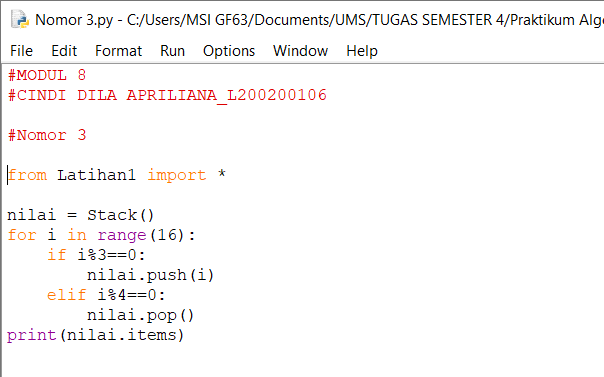 Nomor 3.py - C:/Users/MSI GF63/Documents/UMS/TUGAS SEMESTER 4/Praktikum Algo
File Edit Format Run Options Window Help
#MODUL 8
#CINDI DILA APRILIANA_L200200106
#Nomor 3
from Latihan1 import *
nilai = Stack()
for i in range(16):
    if i%3==0:
        nilai.push(i)
    elif i%4==0:
        nilai.pop()
print(nilai.items)